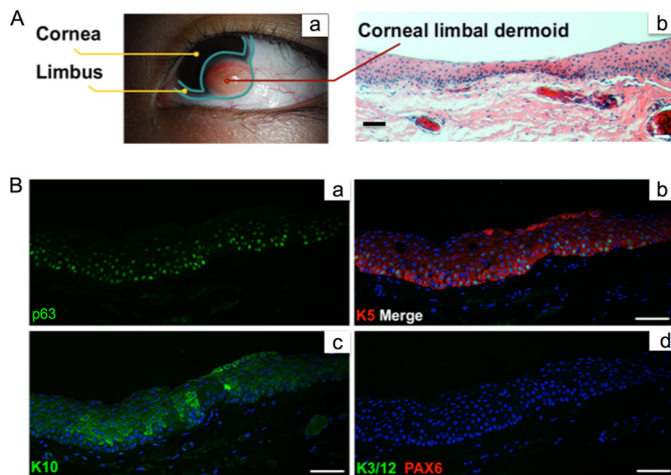 A
a
Cornea
Limbus
Corneal limbal dermoid
b
B
a
p63
b
K5 Merge
c
K10
d
K3/12 PAX6